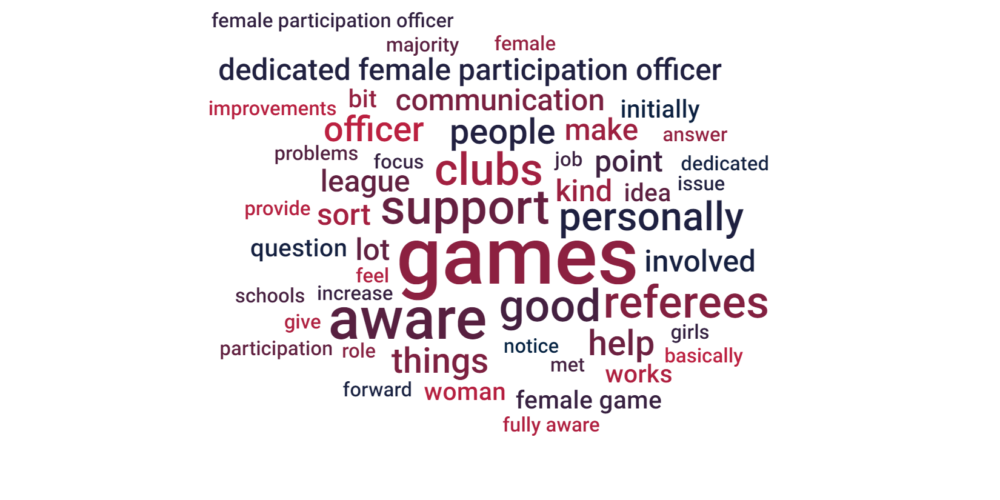 female participation officer
majority female
dedicated female participation officer
improvements bit communication initially
officer people make answer
problems focus clubs job point dedicated
league kind idea issue
provide sort support personally
question lot games involved
feel
schools increase good referees
give aware girls
participation role things notice help basically
met works
forward woman female game
fully aware